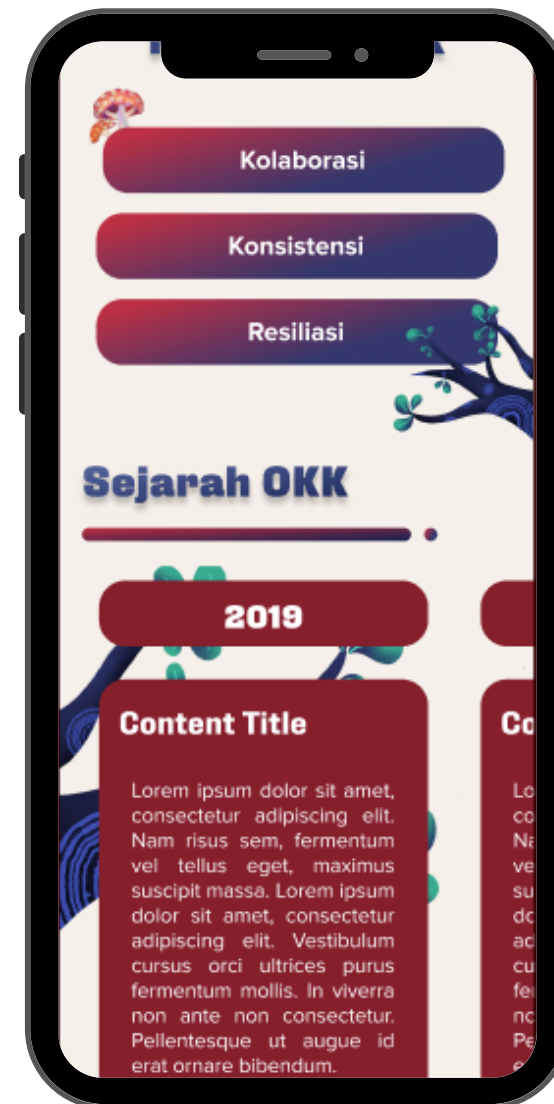 Kolaborasi
Konsistensi
Resiliasi
Sejarah OKK
2019
Content Title
Co
Lorem ipsum dolor sit amet,
consectetur adipiscing elit.
Nam risus sem, fermentum
vel tellus eget, maximus
suscipit massa. Lorem ipsum
dolor sit amet, consectetur
adipiscing elit. Vestibulum
cursus orci ultrices purus
fermentum mollis. In viverra
non ante non consectetur.
Pellentesque ut augue id
erat ornare bibendum.